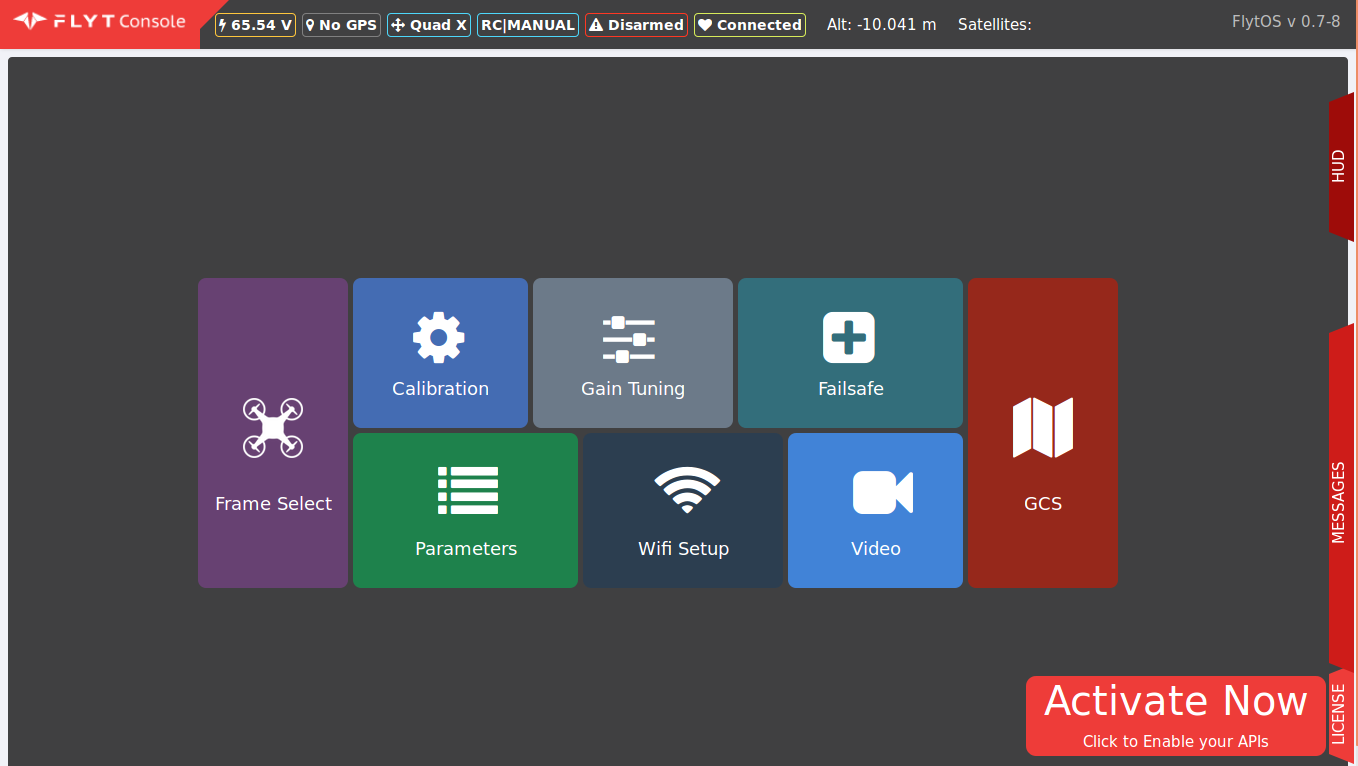 FLYT Console
65.54 V
No GPS
Quad X
RC|MANUAL
Disarmed
Connected
Alt: -10.041 m
Satellites:
FlytOS v 0.7-8
HUD
Calibration
Gain Tuning
Failsafe
Frame Select
GCS
Parameters
Wifi Setup
Video
MESSAGES
Activate Now
Click to Enable your APIs
LICENSE